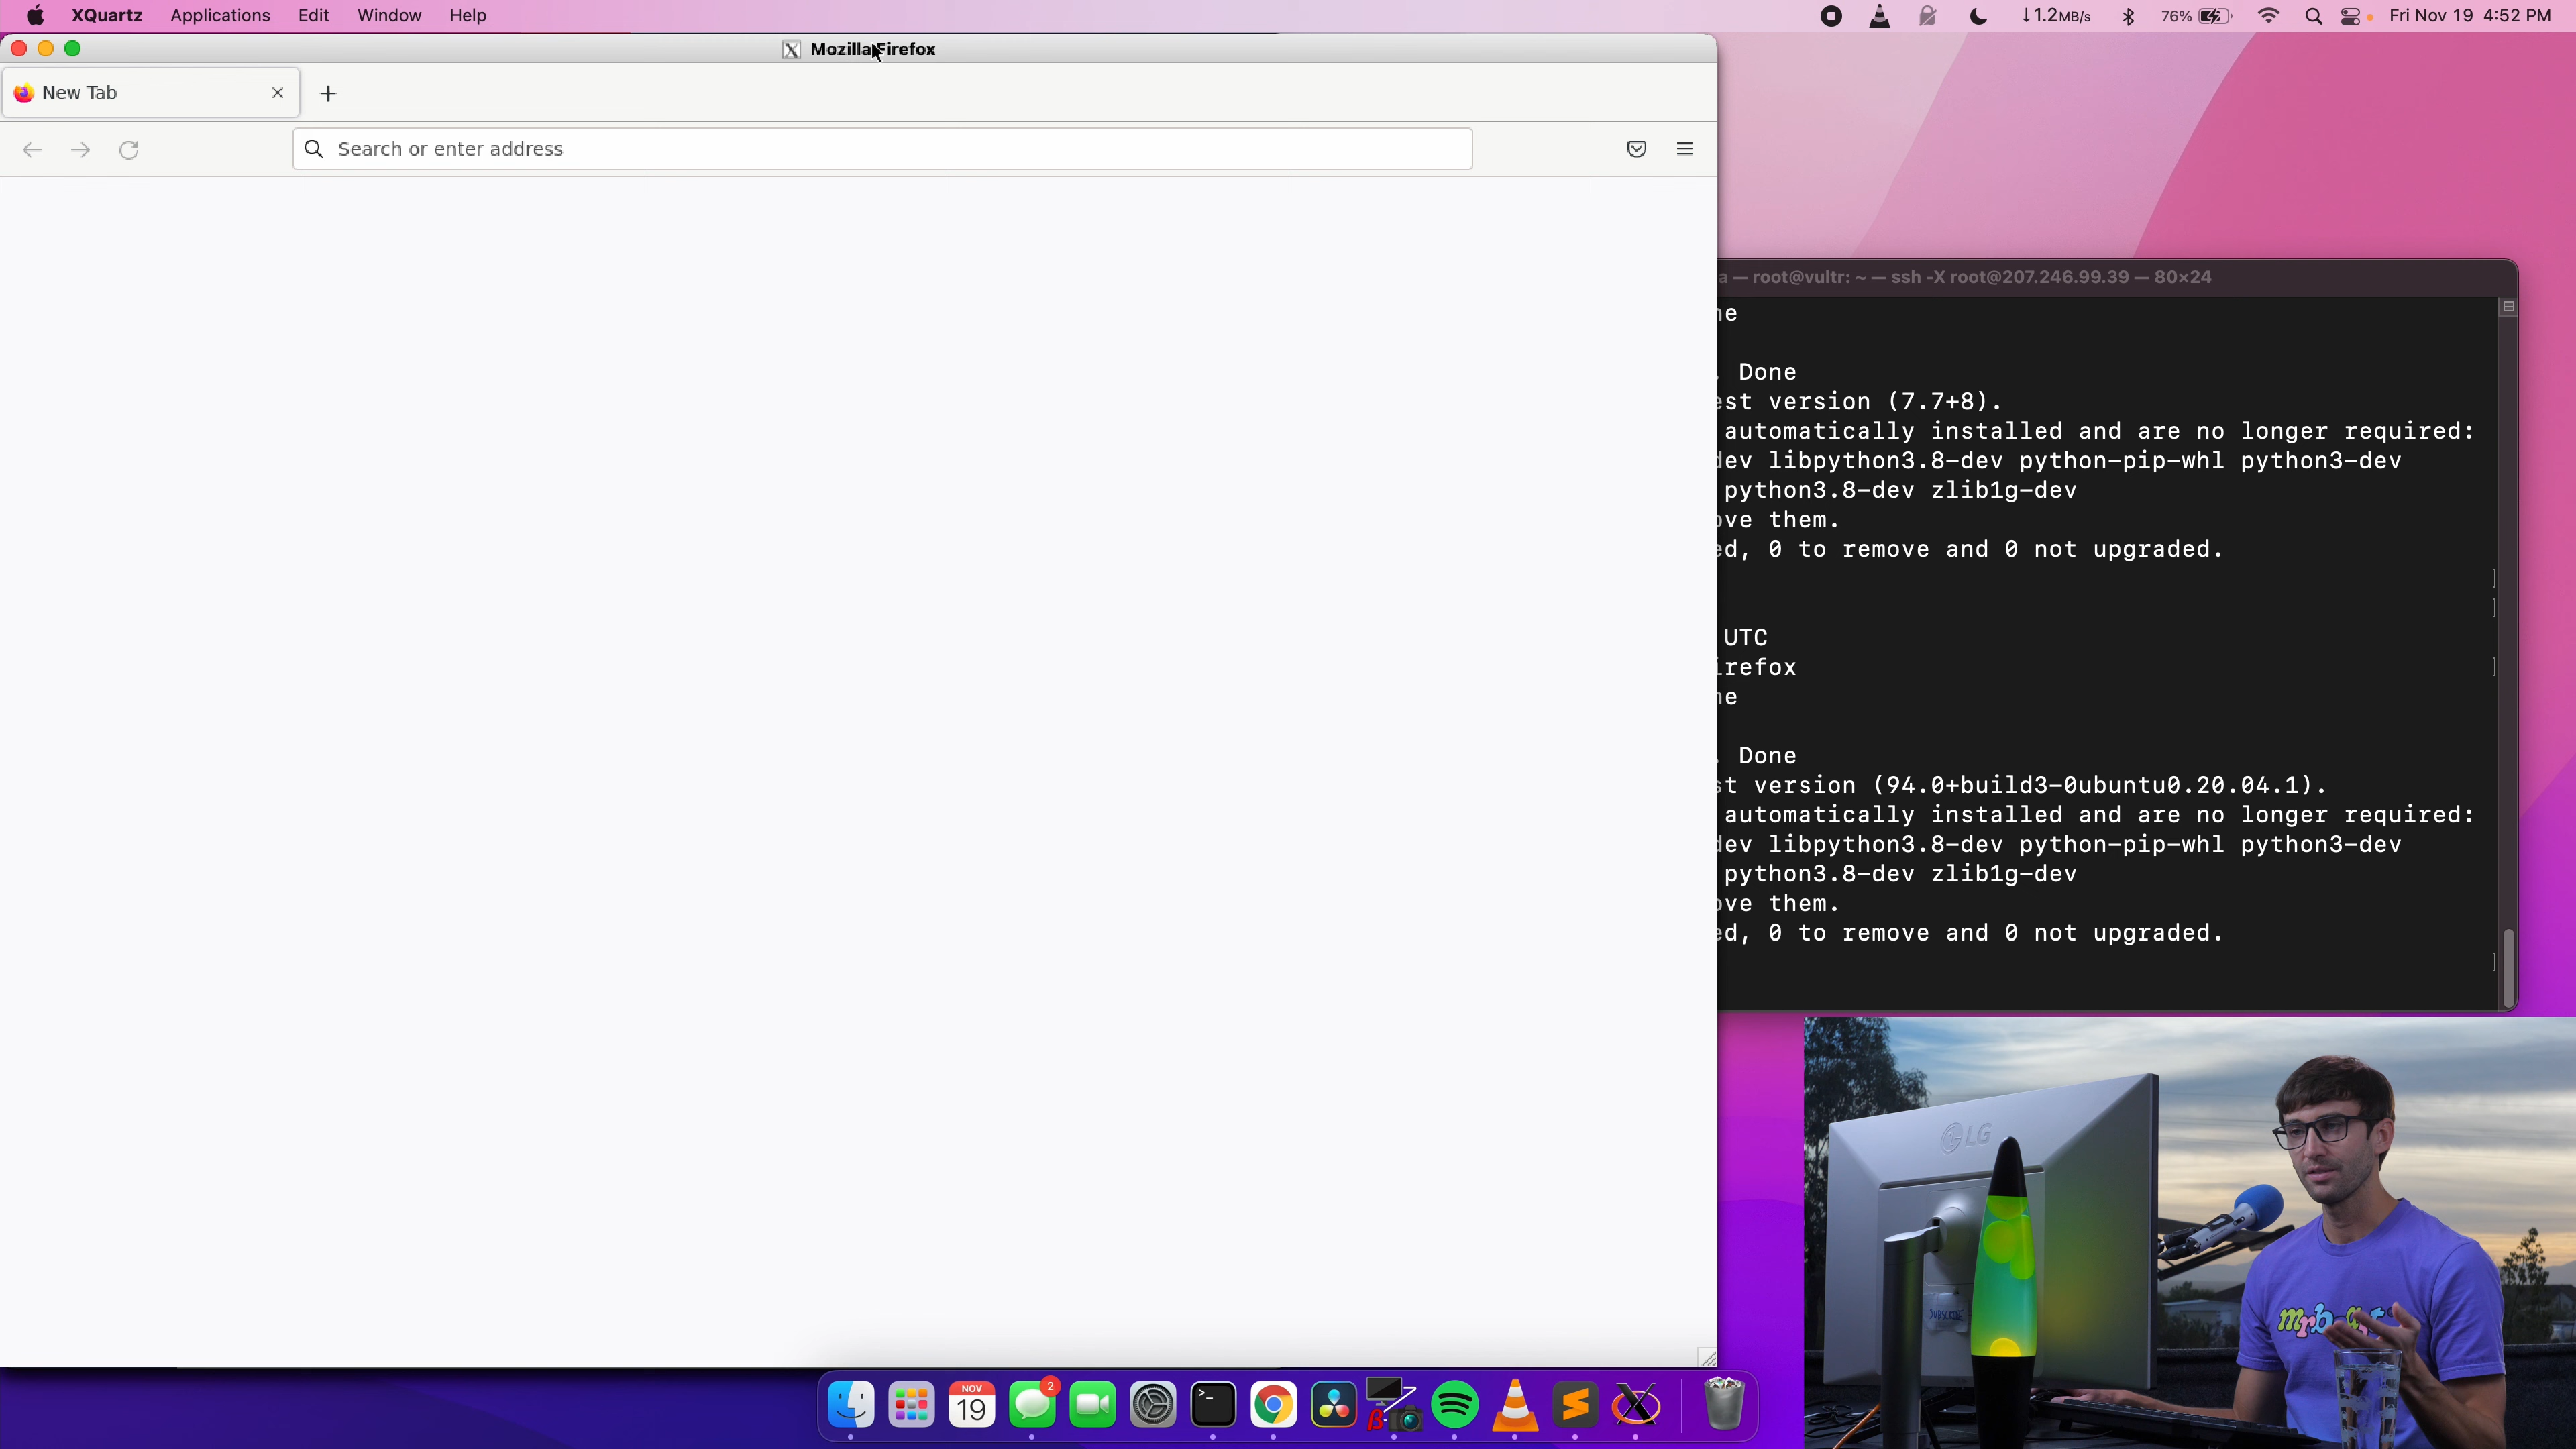 XQuartz Applications Edit Window Help
↓1.2MB/s 76% Fri Nov 19 4:52 PM
Mozilla Firefox
New Tab
Search or enter address
a — root@vultr: ~ — ssh -X root@207.246.99.39 — 80×24
ne
. Done
est version (7.7+8).
automatically installed and are no longer required:
dev libpython3.8-dev python-pip-whl python3-dev
python3.8-dev zlib1g-dev
ove them.
ed, 0 to remove and 0 not upgraded.
]
]
UTC
irefox ]
ne
. Done
st version (94.0+build3-0ubuntu0.20.04.1).
automatically installed and are no longer required:
dev libpython3.8-dev python-pip-whl python3-dev
python3.8-dev zlib1g-dev
ove them.
ed, 0 to remove and 0 not upgraded.
]
LG
SUBSCRIBE
NOV
19
2
>_